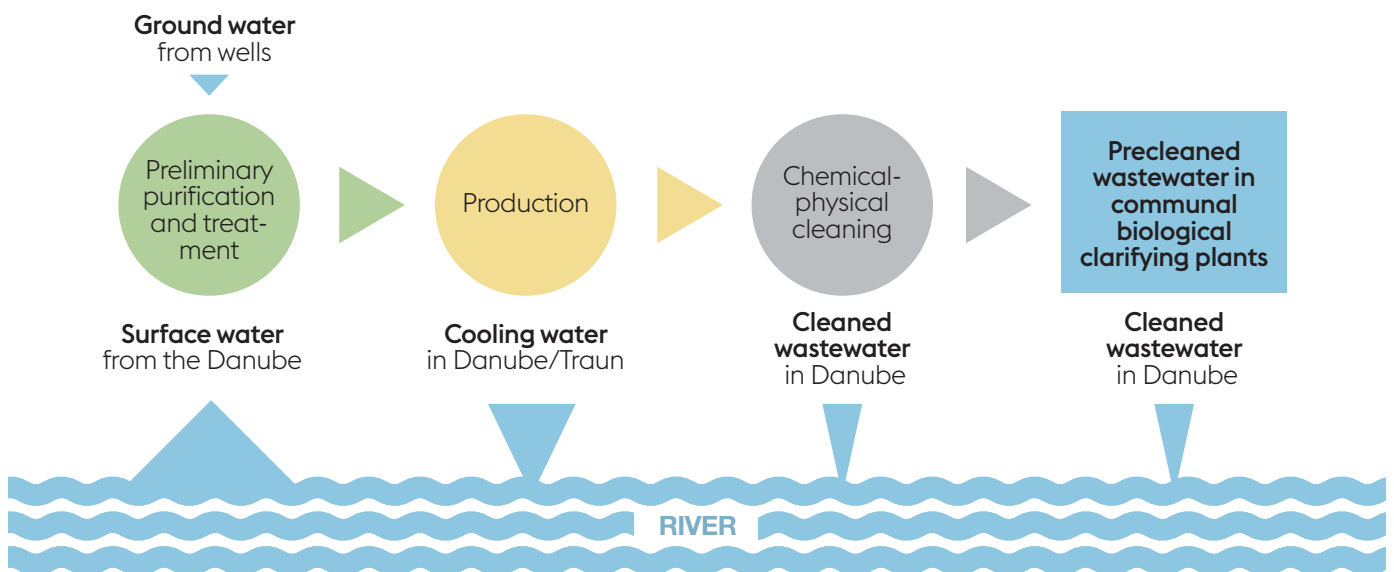 Ground water
from wells
Preliminary
purification
and treat-
ment
Production
Chemical-
physical
cleaning
Precleaned
wastewater in
communal
biological
clarifying plants
Surface water
from the Danube
Cooling water
in Danube/Traun
Cleaned
wastewater
in Danube
Cleaned
wastewater
in Danube
RIVER